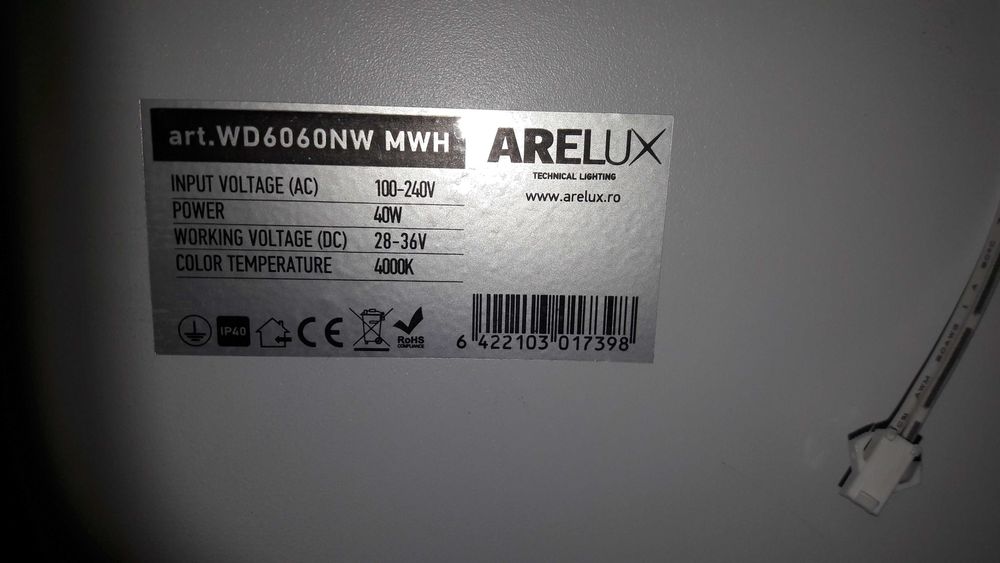 art.WD6060NW MWH
ARELUX
TECHNICAL LIGHTING
www.arelux.ro
INPUT VOLTAGE (AC) 100-240V
POWER 40W
WORKING VOLTAGE (DC) 28-36V
COLOR TEMPERATURE 4000K
IP40
CE
RoHS
COMPLIANCE
6 422103 017398
AWM